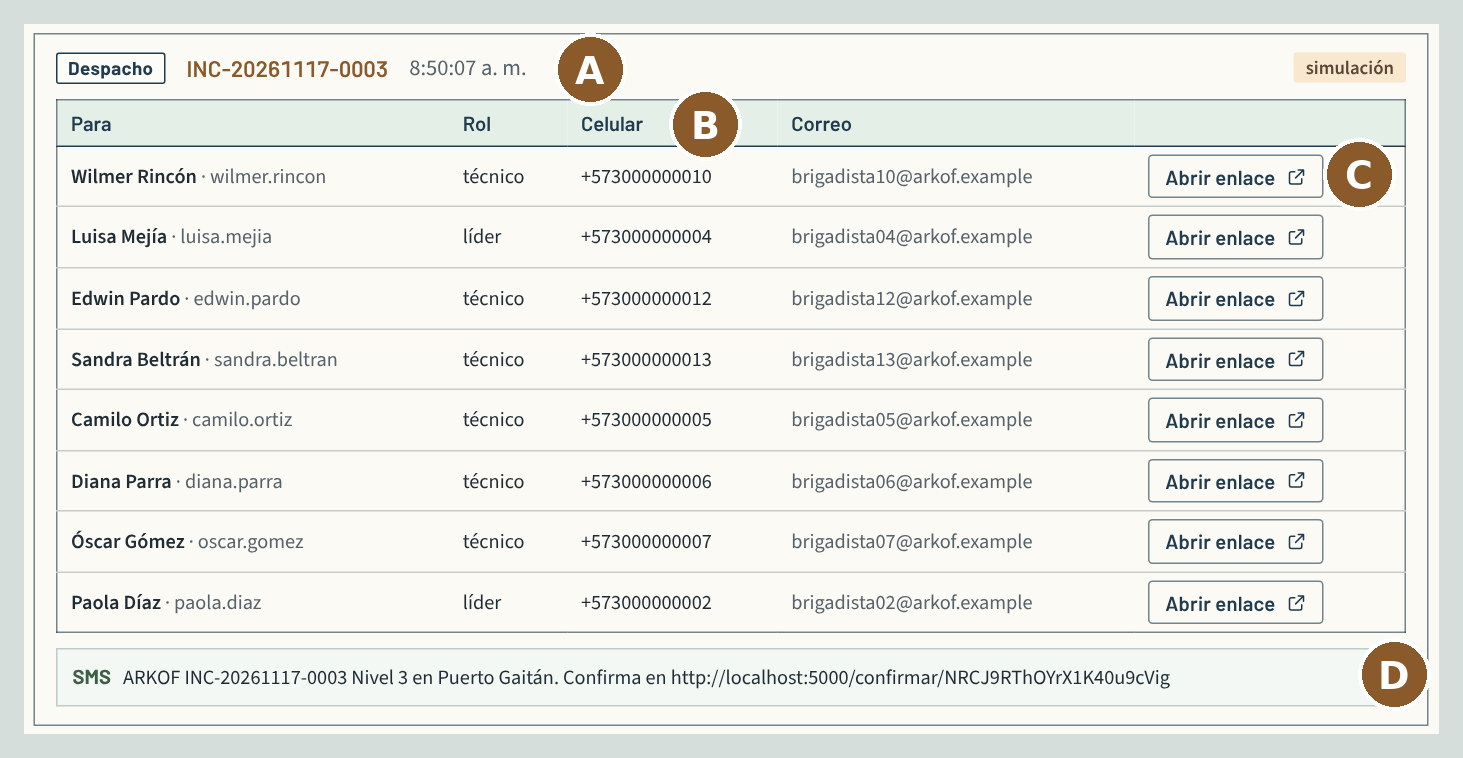 Despacho INC-20261117-0003 8:50:07 a. m. A simulación
Para Rol Celular B Correo
Wilmer Rincón · wilmer.rincon técnico +573000000010 brigadista10@arkof.example Abrir enlace C
Luisa Mejía · luisa.mejia líder +573000000004 brigadista04@arkof.example Abrir enlace
Edwin Pardo · edwin.pardo técnico +573000000012 brigadista12@arkof.example Abrir enlace
Sandra Beltrán · sandra.beltran técnico +573000000013 brigadista13@arkof.example Abrir enlace
Camilo Ortiz · camilo.ortiz técnico +573000000005 brigadista05@arkof.example Abrir enlace
Diana Parra · diana.parra técnico +573000000006 brigadista06@arkof.example Abrir enlace
Óscar Gómez · oscar.gomez técnico +573000000007 brigadista07@arkof.example Abrir enlace
Paola Díaz · paola.diaz líder +573000000002 brigadista02@arkof.example Abrir enlace
SMS ARKOF INC-20261117-0003 Nivel 3 en Puerto Gaitán. Confirma en http://localhost:5000/confirmar/NRCJ9RThOYrX1K40u9cVig D